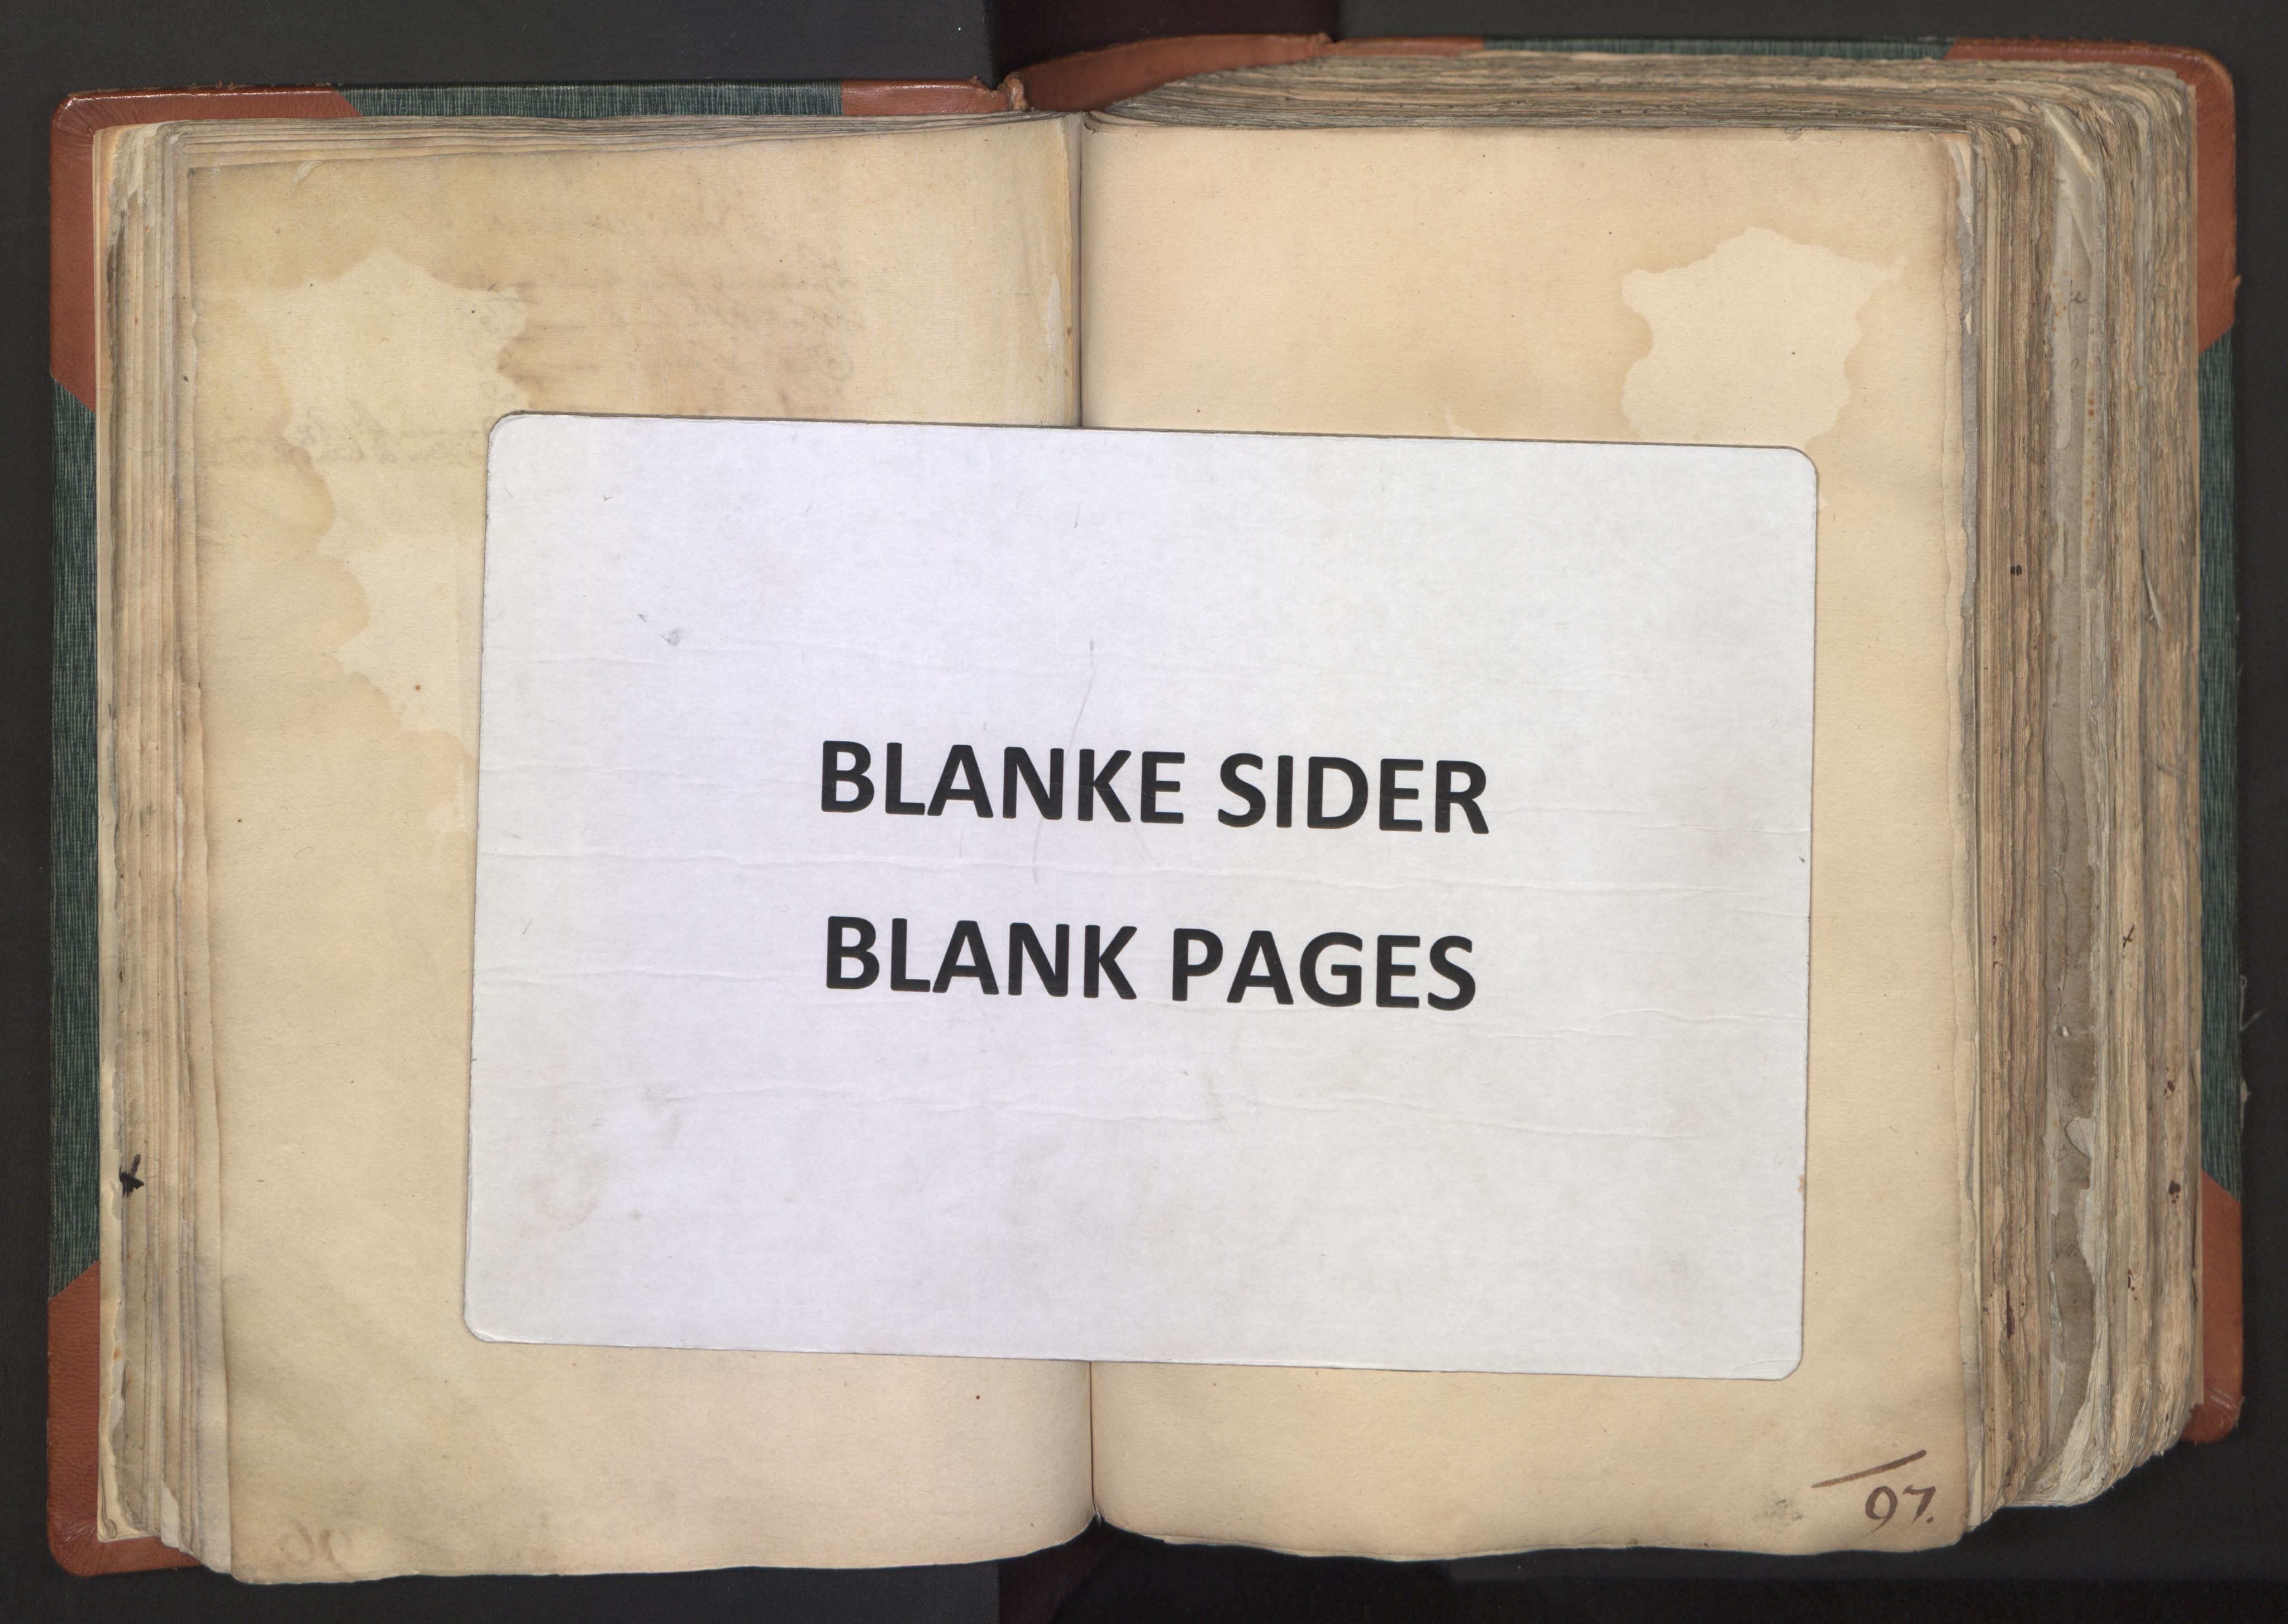 BLANKE SIDER
BLANK PAGES
97.